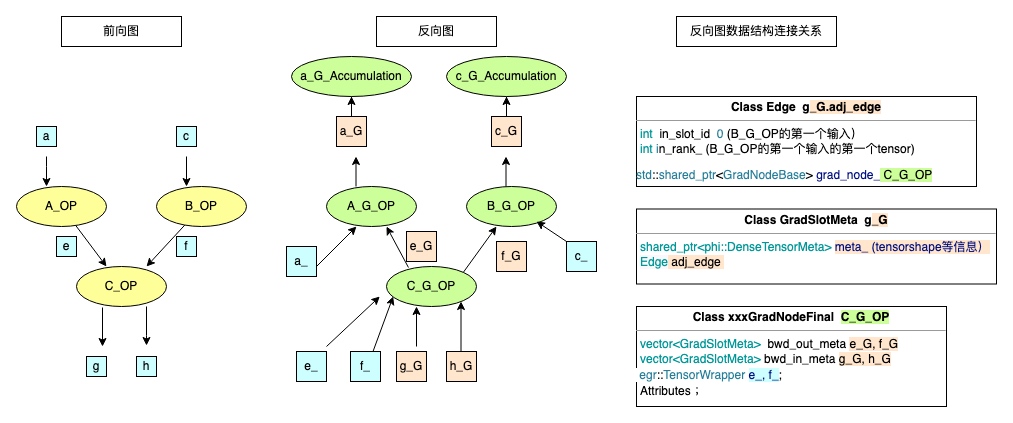 前向图
反向图
反向图数据结构连接关系
a
c
A_OP
B_OP
e
f
C_OP
g
h
a_G_Accumulation
c_G_Accumulation
a_G
c_G
A_G_OP
B_G_OP
a_
e_G
f_G
c_
C_G_OP
e_
f_
g_G
h_G
Class Edge g_G.adj_edge
int in_slot_id 0 (B_G_OP的第一个输入)
int in_rank_ (B_G_OP的第一个输入的第一个tensor)
std::shared_ptr<GradNodeBase> grad_node_ C_G_OP
Class GradSlotMeta g_G
shared_ptr<phi::DenseTensorMeta> meta_ (tensorshape等信息)
Edge adj_edge
Class xxxGradNodeFinal C_G_OP
vector<GradSlotMeta> bwd_out_meta e_G, f_G
vector<GradSlotMeta> bwd_in_meta g_G, h_G
egr::TensorWrapper e_, f_;
Attributes；